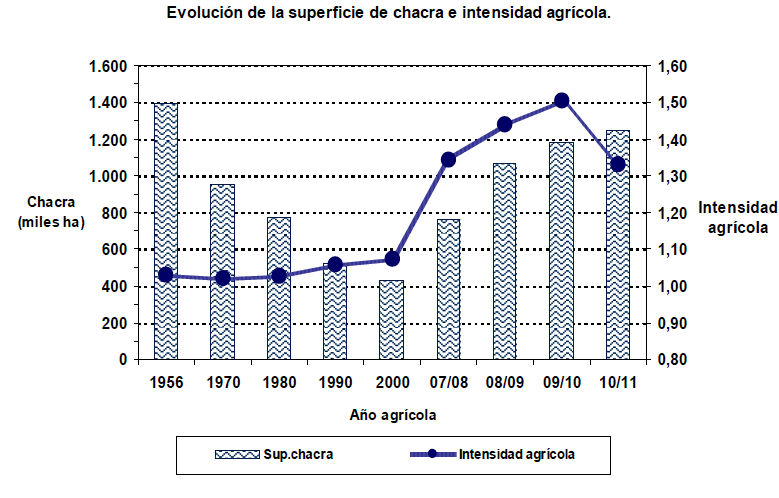 Evolución de la superficie de chacra e intensidad agrícola.
1.600
1.400
1.200
1.000
800
600
400
200
0
Chacra
(miles ha)
1,60
1,50
1,40
1,30
1,20
1,10
1,00
0,90
0,80
Intensidad
agrícola
1956 1970 1980 1990 2000 07/08 08/09 09/10 10/11
Año agrícola
Sup.chacra Intensidad agrícola